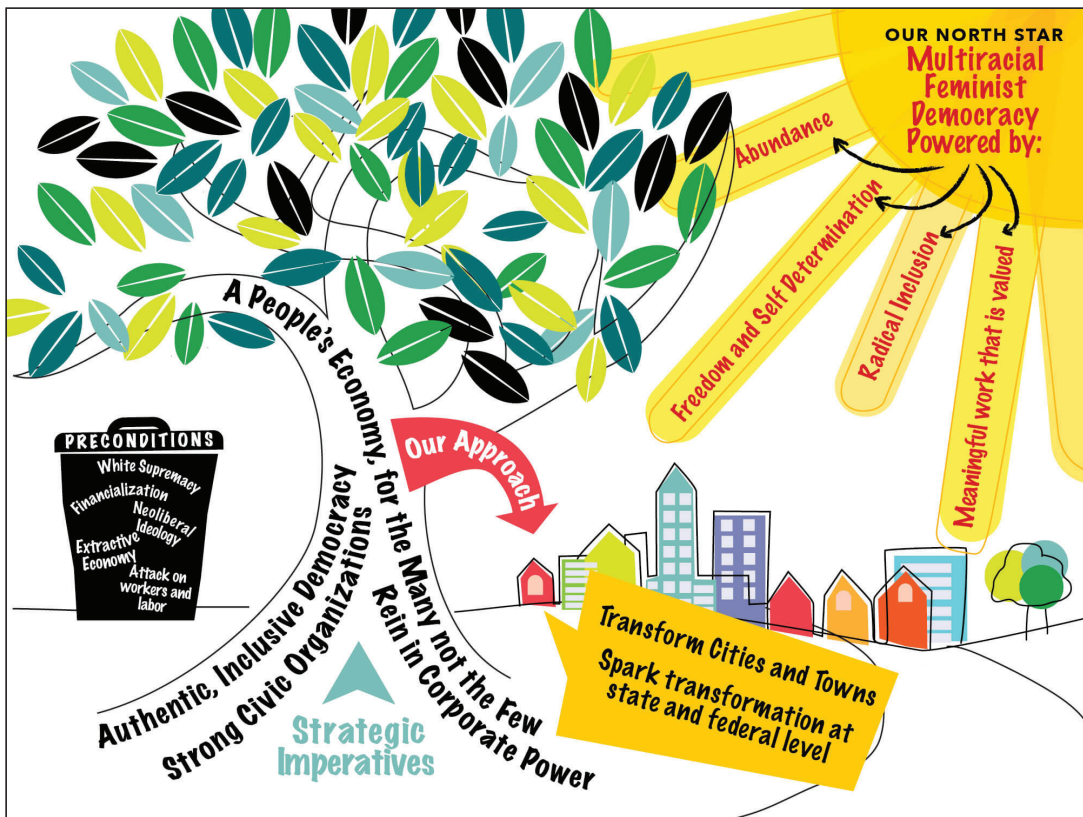 OUR NORTH STAR
Multiracial
Feminist
Democracy
Powered by:
Abundance
Freedom and Self Determination
Radical Inclusion
Meaningful work that is valued
A People's Economy, for the Many not the Few
Rein in Corporate Power
Authentic, Inclusive Democracy
Strong Civic Organizations
Strategic
Imperatives
Our Approach
PRECONDITIONS
White Supremacy
Financialization
Neoliberal
Ideology
Extractive
Economy
Attack on
workers and
labor
Transform Cities and Towns
Spark transformation at
state and federal level